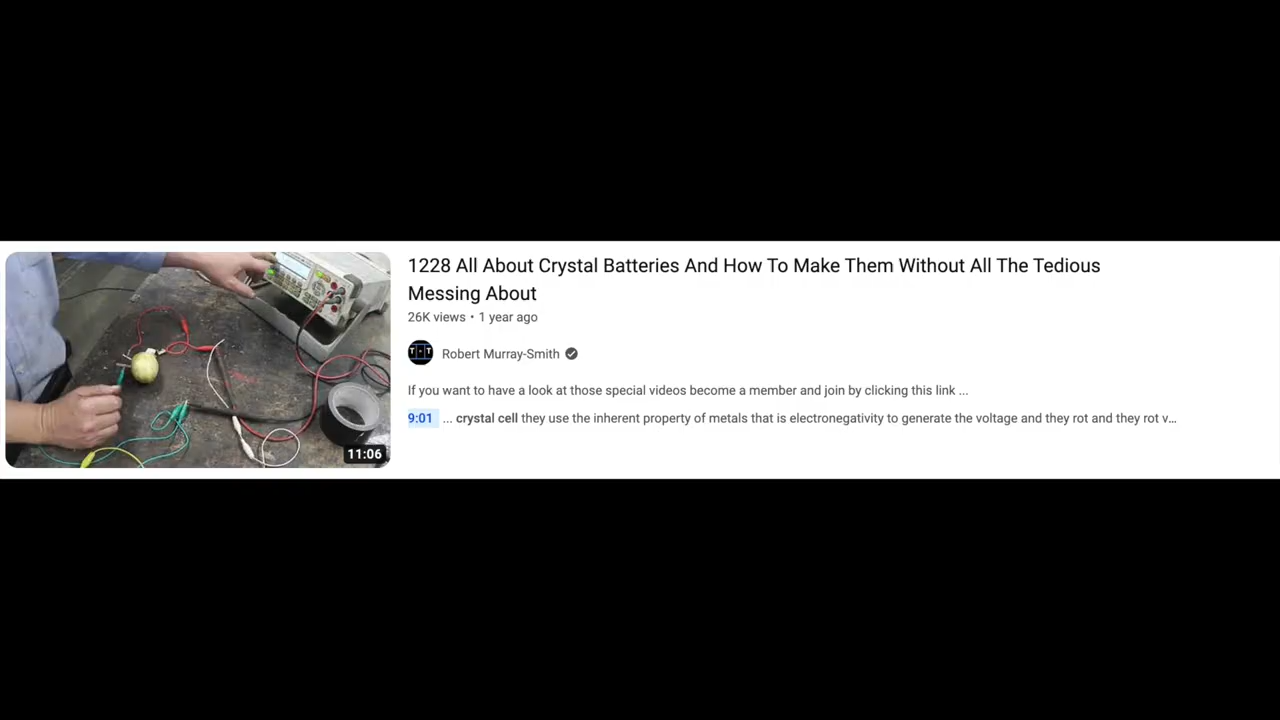 1228 All About Crystal Batteries And How To Make Them Without All The Tedious
Messing About
26K views • 1 year ago
T T
Robert Murray-Smith
If you want to have a look at those special videos become a member and join by clicking this link ...
9:01 ... crystal cell they use the inherent property of metals that is electronegativity to generate the voltage and they rot and they rot v...
11:06